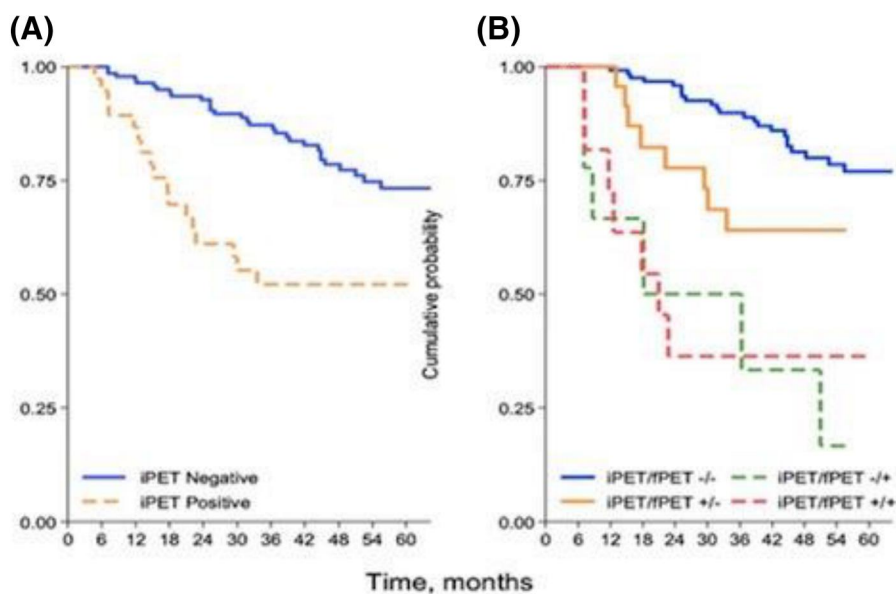 (A) (B)
1.00
0.75
0.50
0.25
0.00
0 6 12 18 24 30 36 42 48 54 60
iPET Negative
iPET Positive
Cumulative probability
1.00
0.75
0.50
0.25
0.00
0 6 12 18 24 30 36 42 48 54 60
iPET/fPET -/- iPET/fPET -/+
iPET/fPET +/- iPET/fPET +/+
Time, months